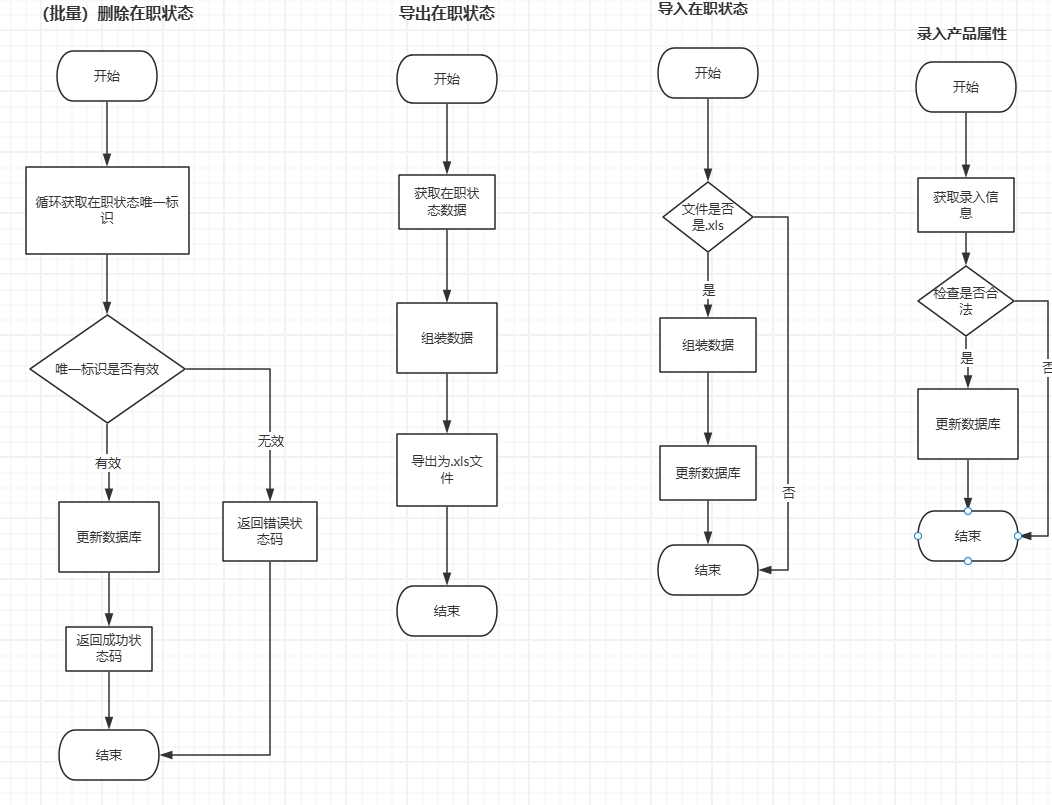 （批量）删除在职状态
开始
循环获取在职状态唯一标
识
唯一标识是否有效
有效
无效
更新数据库
返回错误状
态码
返回成功状
态码
结束
导出在职状态
开始
获取在职状
态数据
组装数据
导出为.xls文
件
结束
导入在职状态
开始
文件是否
是.xls
是
否
组装数据
更新数据库
结束
录入产品属性
开始
获取录入信
息
检查是否合
法
是
否
更新数据库
结束